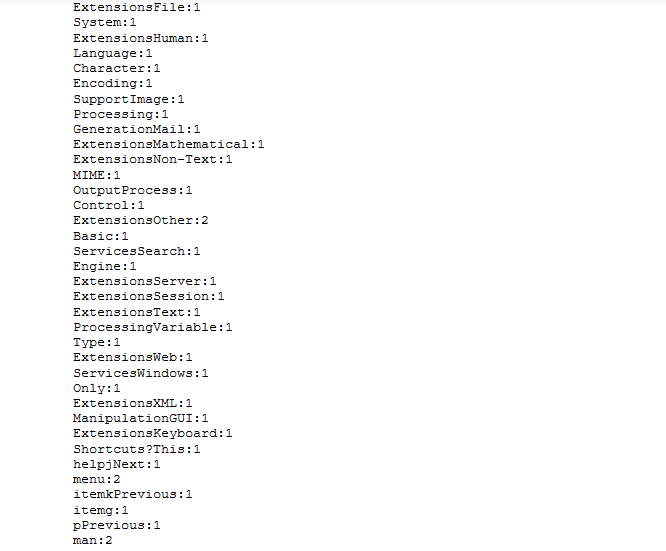 ExtensionsFile:1
System:1
ExtensionsHuman:1
Language:1
Character:1
Encoding:1
SupportImage:1
Processing:1
GenerationMail:1
ExtensionsMathematical:1
ExtensionsNon-Text:1
MIME:1
OutputProcess:1
Control:1
ExtensionsOther:2
Basic:1
ServicesSearch:1
Engine:1
ExtensionsServer:1
ExtensionsSession:1
ExtensionsText:1
ProcessingVariable:1
Type:1
ExtensionsWeb:1
ServicesWindows:1
Only:1
ExtensionsXML:1
ManipulationGUI:1
ExtensionsKeyboard:1
Shortcuts?This:1
helpjNext:1
menu:2
itemkPrevious:1
itemg:1
pPrevious:1
man:2